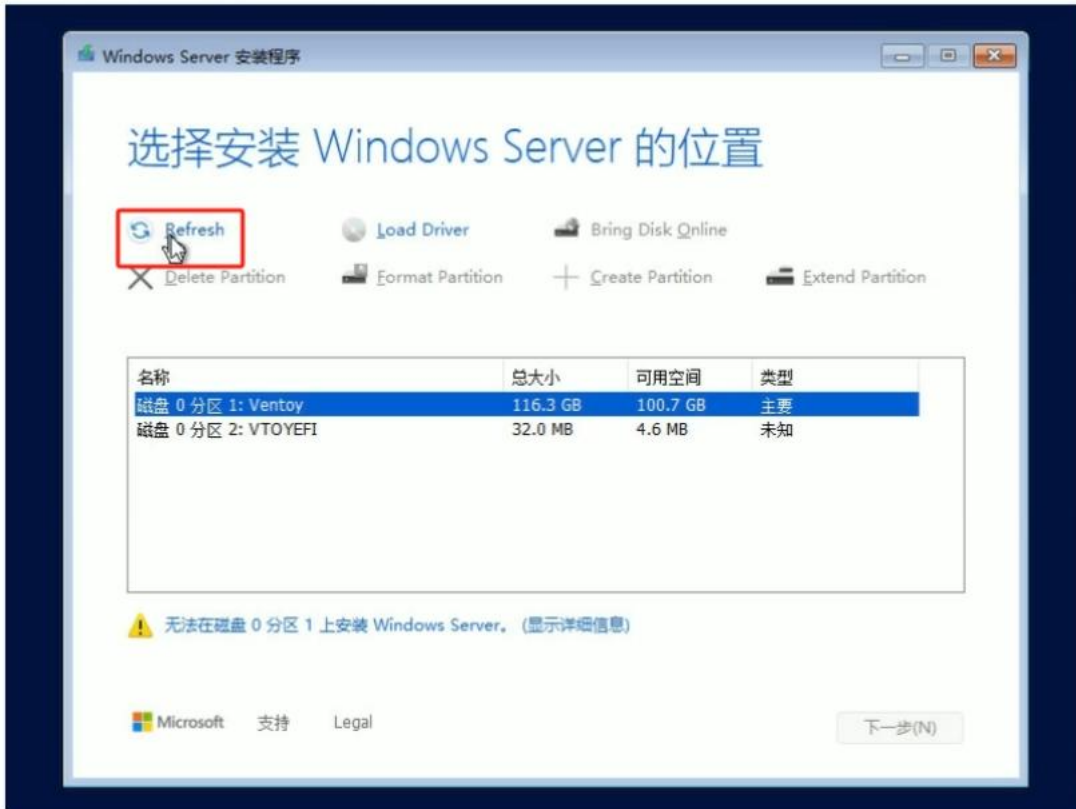 Windows Server 安装程序
选择安装 Windows Server 的位置
Refresh Load Driver Bring Disk Online
Delete Partition Format Partition Create Partition Extend Partition
名称 总大小 可用空间 类型
磁盘 0 分区 1: Ventoy 116.3 GB 100.7 GB 主要
磁盘 0 分区 2: VTOYEFI 32.0 MB 4.6 MB 未知
无法在磁盘 0 分区 1 上安装 Windows Server。 (显示详细信息)
Microsoft 支持 Legal 下一步(N)